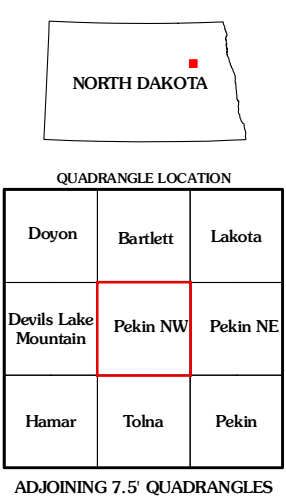 NORTH DAKOTA
QUADRANGLE LOCATION
Doyon
Bartlett
Lakota
Devils Lake
Mountain
Pekin NW
Pekin NE
Hamar
Tolna
Pekin
ADJOINING 7.5' QUADRANGLES